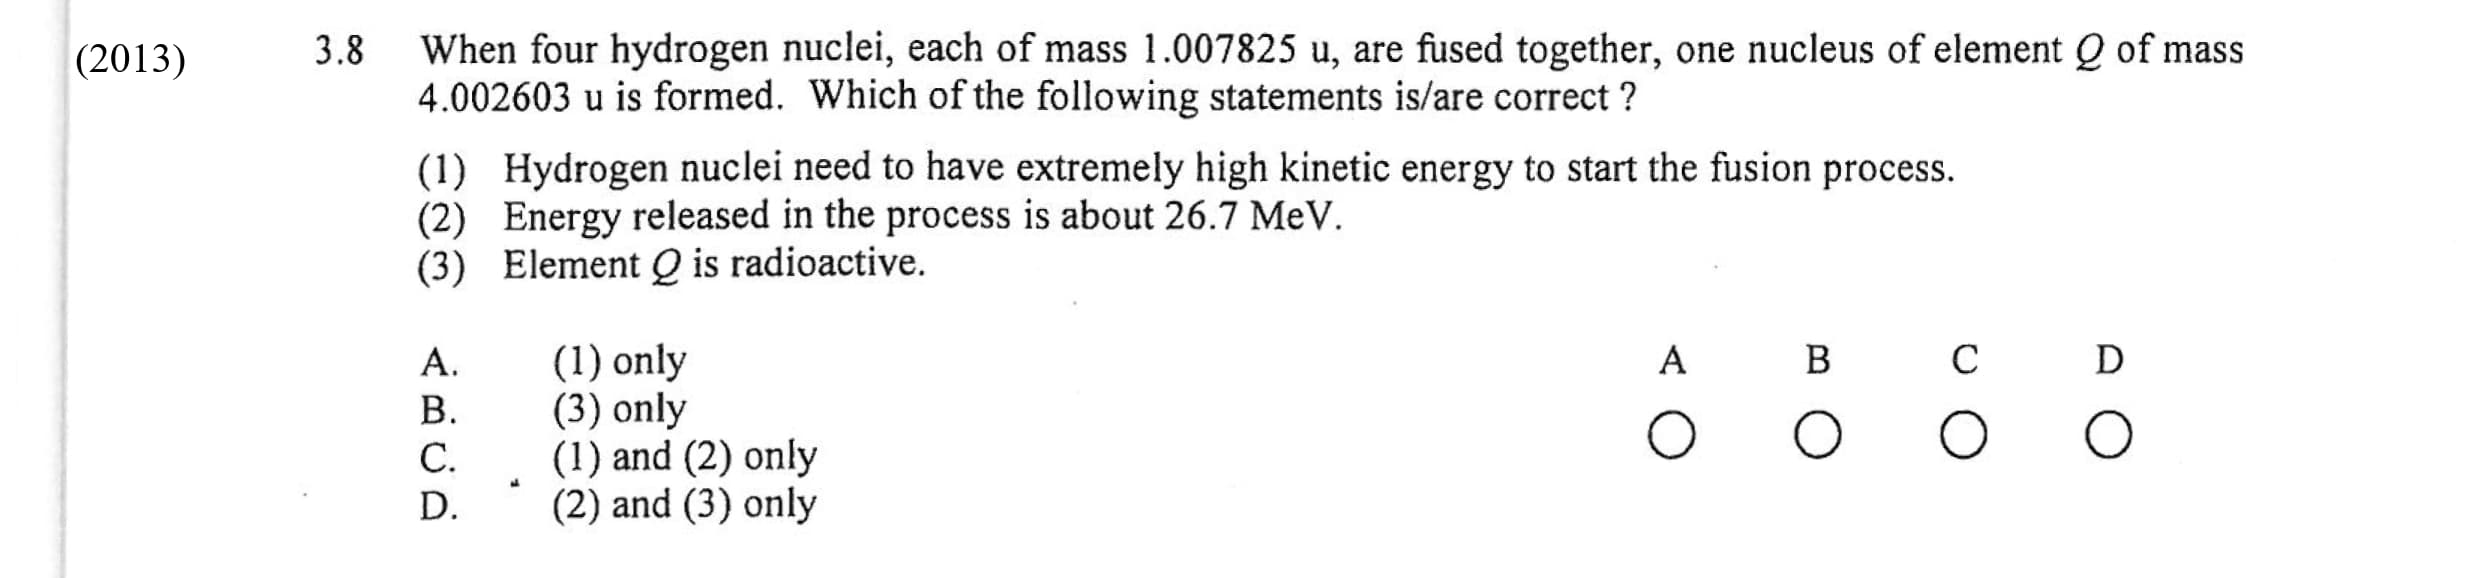 (2013) 3.8 When four hydrogen nuclei, each of mass 1.007825 u, are fused together, one nucleus of element Q of mass
4.002603 u is formed. Which of the following statements is/are correct ?
(1) Hydrogen nuclei need to have extremely high kinetic energy to start the fusion process.
(2) Energy released in the process is about 26.7 MeV.
(3) Element Q is radioactive.
A. (1) only
B. (3) only
C. (1) and (2) only
D. (2) and (3) only
A B C D